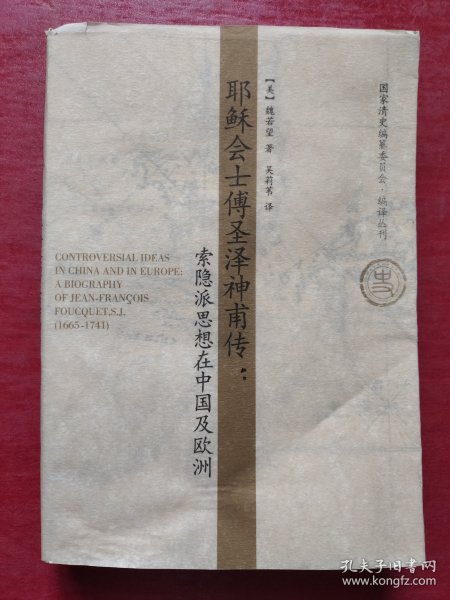 国家清史编纂委员会·编译丛刊
【美】魏若望 著 吴莉苇 译
耶稣会士傅圣泽神甫传：
索隐派思想在中国及欧洲
CONTROVERSIAL IDEAS
IN CHINA AND IN EUROPE:
A BIOGRAPHY
OF JEAN-FRANÇOIS
FOUCQUET,S.J.
(1665-1741)
孔夫子旧书网
www.kongfz.com